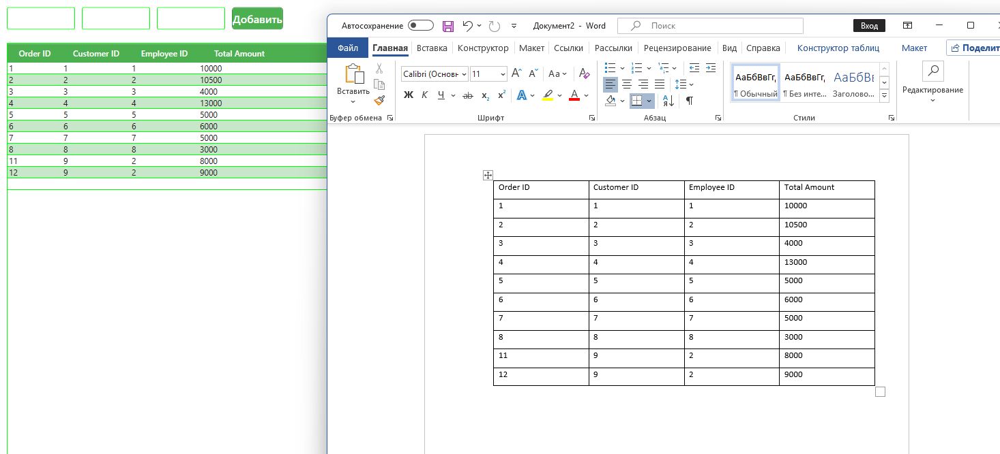 Добавить
Order ID Customer ID Employee ID Total Amount
1 1 1 10000
2 2 2 10500
3 3 3 4000
4 4 4 13000
5 5 5 5000
6 6 6 6000
7 7 7 5000
8 8 8 3000
11 9 2 8000
12 9 2 9000
Автосохранение Документ2 - Word Поиск Вход
Файл Главная Вставка Конструктор Макет Ссылки Рассылки Рецензирование Вид Справка Конструктор таблиц Макет Поделит
Calibri (Основн 11 Aa АаБбВвГг, АаБбВвГг, АаБбВе
Вставить Ж К Ч ab x₂ x² A A ¶ ¶ Обычный ¶ Без инте... Заголово... Редактирование
Буфер обмена Шрифт Абзац Стили
Order ID Customer ID Employee ID Total Amount
1 1 1 10000
2 2 2 10500
3 3 3 4000
4 4 4 13000
5 5 5 5000
6 6 6 6000
7 7 7 5000
8 8 8 3000
11 9 2 8000
12 9 2 9000